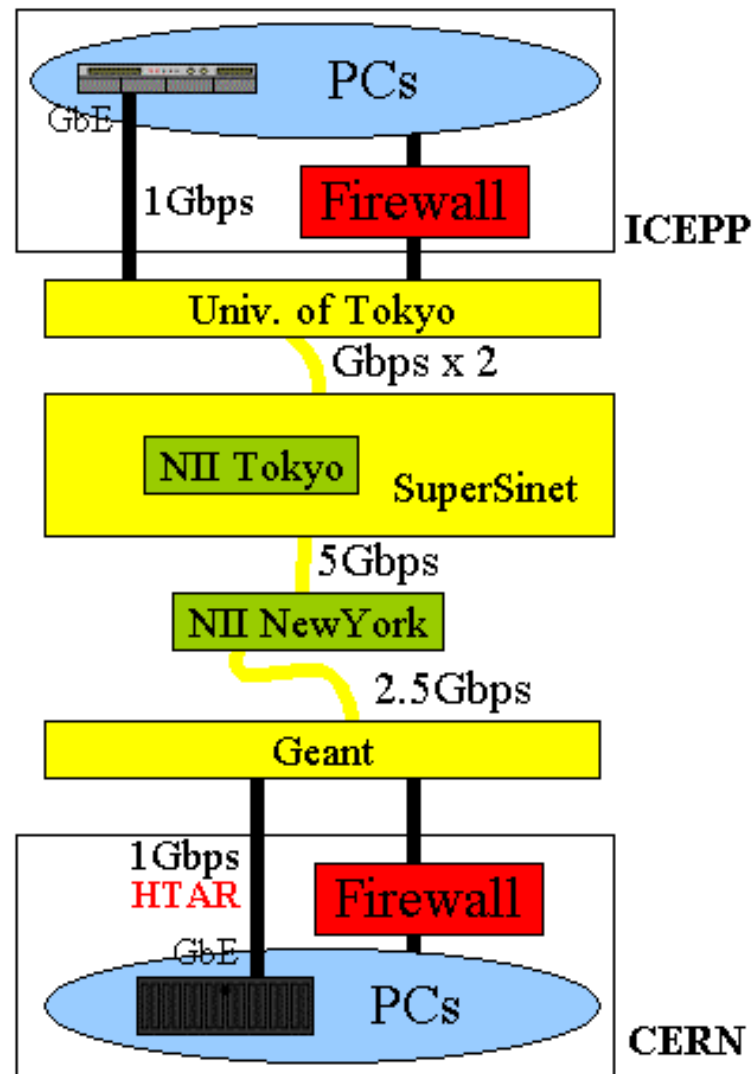 PCs
GbE
1Gbps
Firewall
ICEPP
Univ. of Tokyo
Gbps x 2
NII Tokyo
SuperSinet
5Gbps
NII NewYork
2.5Gbps
Geant
1Gbps
HTAR
Firewall
GbE
PCs
CERN